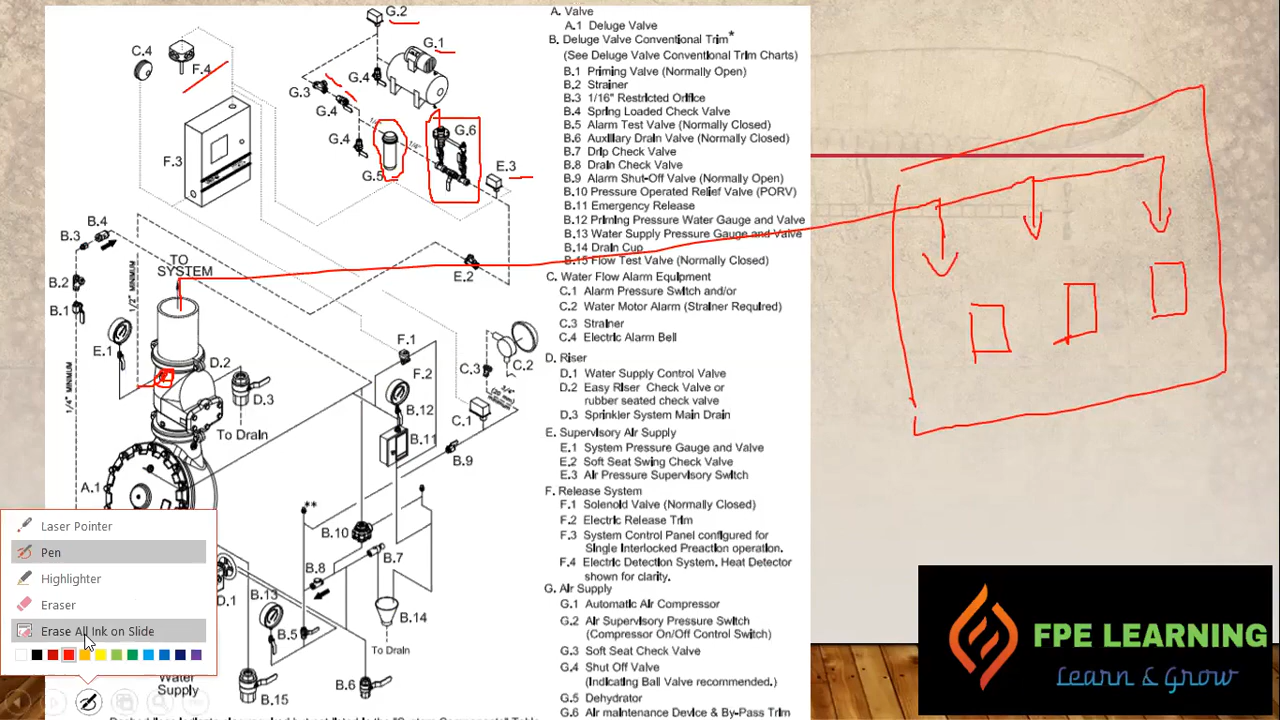 G.2
C.4
F.4
G.1
G.4
G.3
G.4
1/4"
G.6
G.4
1/4"
F.3
G.5
E.3
B.4
B.3
TO
SYSTEM
E.2
B.2
1/2" MINIMUM
B.1
E.1
F.1
D.2
F.2
C.3
C.2
1/4" MINIMUM
D.3
B.12
C.1
3/4"
To Drain
B.11
B.9
A.1
**
B.10
B.8
B.7
D.1
B.13
B.5
B.14
To Drain
Water
Supply
B.15
B.6
A. Valve
A.1 Deluge Valve
B. Deluge Valve Conventional Trim*
(See Deluge Valve Conventional Trim Charts)
B.1 Priming Valve (Normally Open)
B.2 Strainer
B.3 1/16" Restricted Orifice
B.4 Spring Loaded Check Valve
B.5 Alarm Test Valve (Normally Closed)
B.6 Auxiliary Drain Valve (Normally Closed)
B.7 Drip Check Valve
B.8 Drain Check Valve
B.9 Alarm Shut-Off Valve (Normally Open)
B.10 Pressure Operated Relief Valve (PORV)
B.11 Emergency Release
B.12 Priming Pressure Water Gauge and Valve
B.13 Water Supply Pressure Gauge and Valve
B.14 Drain Cup
B.15 Flow Test Valve (Normally Closed)
C. Water Flow Alarm Equipment
C.1 Alarm Pressure Switch and/or
C.2 Water Motor Alarm (Strainer Required)
C.3 Strainer
C.4 Electric Alarm Bell
D. Riser
D.1 Water Supply Control Valve
D.2 Easy Riser Check Valve or
rubber seated check valve
D.3 Sprinkler System Main Drain
E. Supervisory Air Supply
E.1 System Pressure Gauge and Valve
E.2 Soft Seat Swing Check Valve
E.3 Air Pressure Supervisory Switch
F. Release System
F.1 Solenoid Valve (Normally Closed)
F.2 Electric Release Trim
F.3 System Control Panel configured for
Single Interlocked Preaction operation.
F.4 Electric Detection System. Heat Detector
shown for clarity.
G. Air Supply
G.1 Automatic Air Compressor
G.2 Air Supervisory Pressure Switch
(Compressor On/Off Control Switch)
G.3 Soft Seat Check Valve
G.4 Shut Off Valve
(Indicating Ball Valve recommended.)
G.5 Dehydrator
G.6 Air maintenance Device & By-Pass Trim
Laser Pointer
Pen
Highlighter
Eraser
Erase All Ink on Slide
FPE LEARNING
Learn & Grow